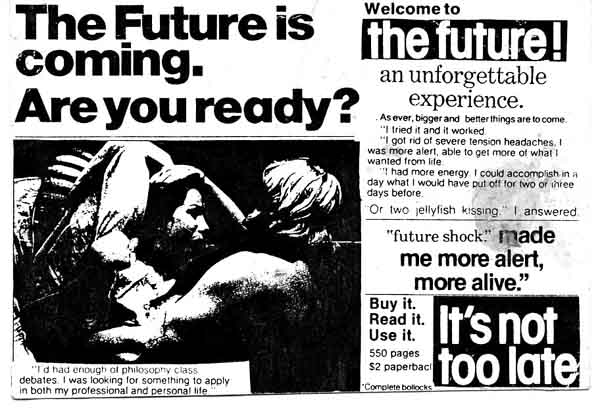 The Future is
coming.
Are you ready?
"I'd had enough of philosophy class
debates. I was looking for something to apply
in both my professional and personal life."
Welcome to
the future!
an unforgettable
experience.
As ever, bigger and better things are to come.
"I tried it and it worked
"I got rid of severe tension headaches. I
was more alert, able to get more of what I
wanted from life.
"I had more energy. I could accomplish in a
day what I would have put off for two or three
days before.
"Or two jellyfish kissing." I answered.
"future shock." made
me more alert,
more alive."
Buy it.
Read it.
Use it.
550 pages
$2 paperback
*Complete bollocks.
It's not
too late